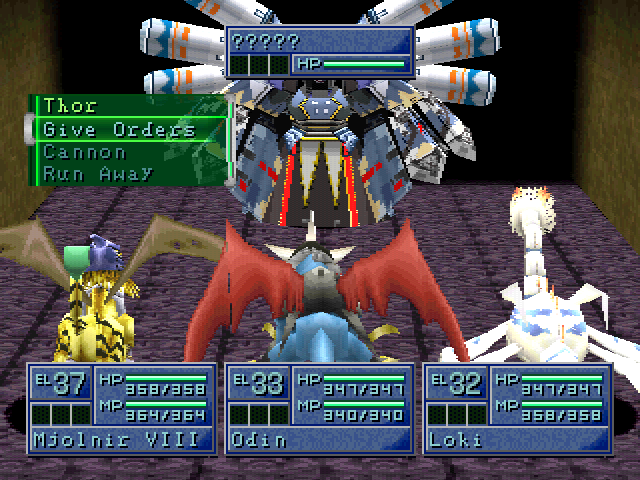 ?????
HP
Thor
Give Orders
Cannon
Run Away
EL 37 HP 358/358
MP 364/364
Mjolnir VIII
EL 33 HP 347/347
MP 340/340
Odin
EL 32 HP 347/347
MP 358/358
Loki